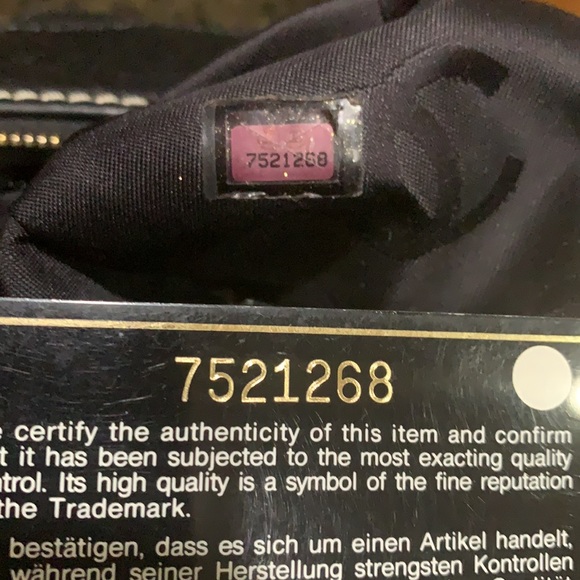 7521268
7521268
certify the authenticity of this item and confirm
it has been subjected to the most exacting quality
Its high quality is a symbol of the fine reputation
the Trademark.
bestätigen, dass es sich um einen Artikel handelt,
während seiner Herstellung strengsten Kontrollen